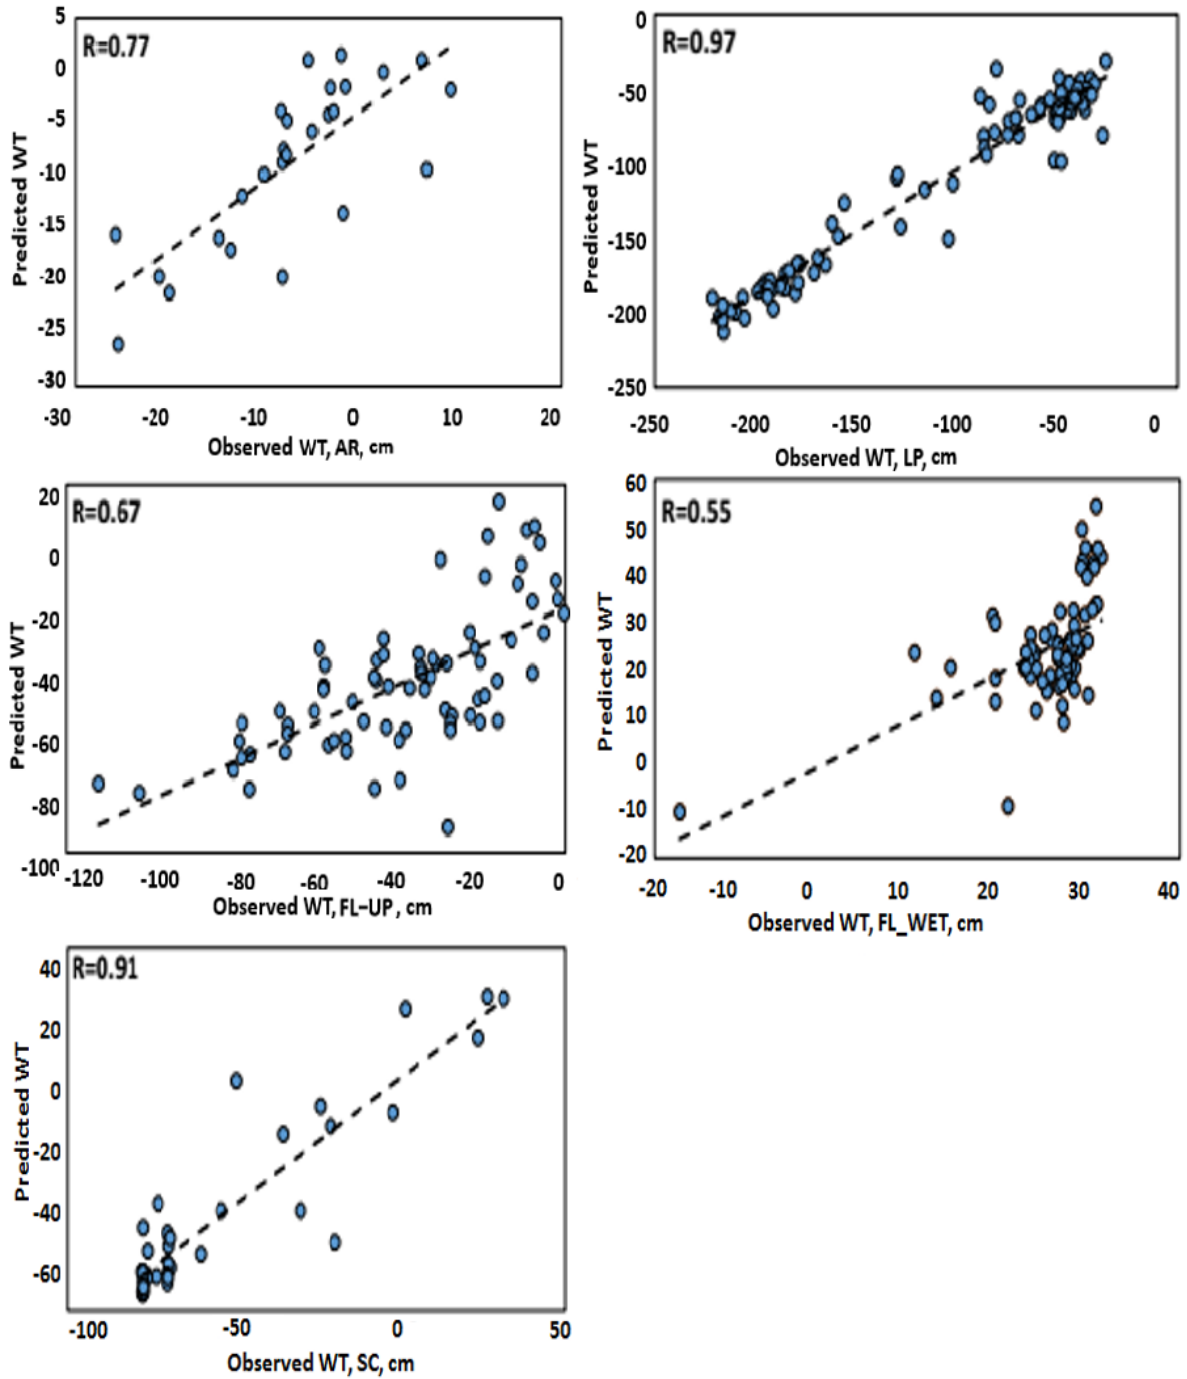 R=0.77
5
0
-5
-10
-15
-20
-25
-30
Predicted WT
-30 -20 -10 0 10 20
Observed WT, AR, cm
R=0.97
0
-50
-100
-150
-200
-250
Predicted WT
-250 -200 -150 -100 -50 0
Observed WT, LP, cm
R=0.67
20
0
-20
-40
-60
-80
-100
Predicted WT
-120 -100 -80 -60 -40 -20 0
Observed WT, FL-UP, cm
R=0.55
60
50
40
30
20
10
0
-10
-20
Predicted WT
-20 -10 0 10 20 30 40
Observed WT, FL_WET, cm
R=0.91
40
20
0
-20
-40
-60
Predicted WT
-100 -50 0 50
Observed WT, SC, cm